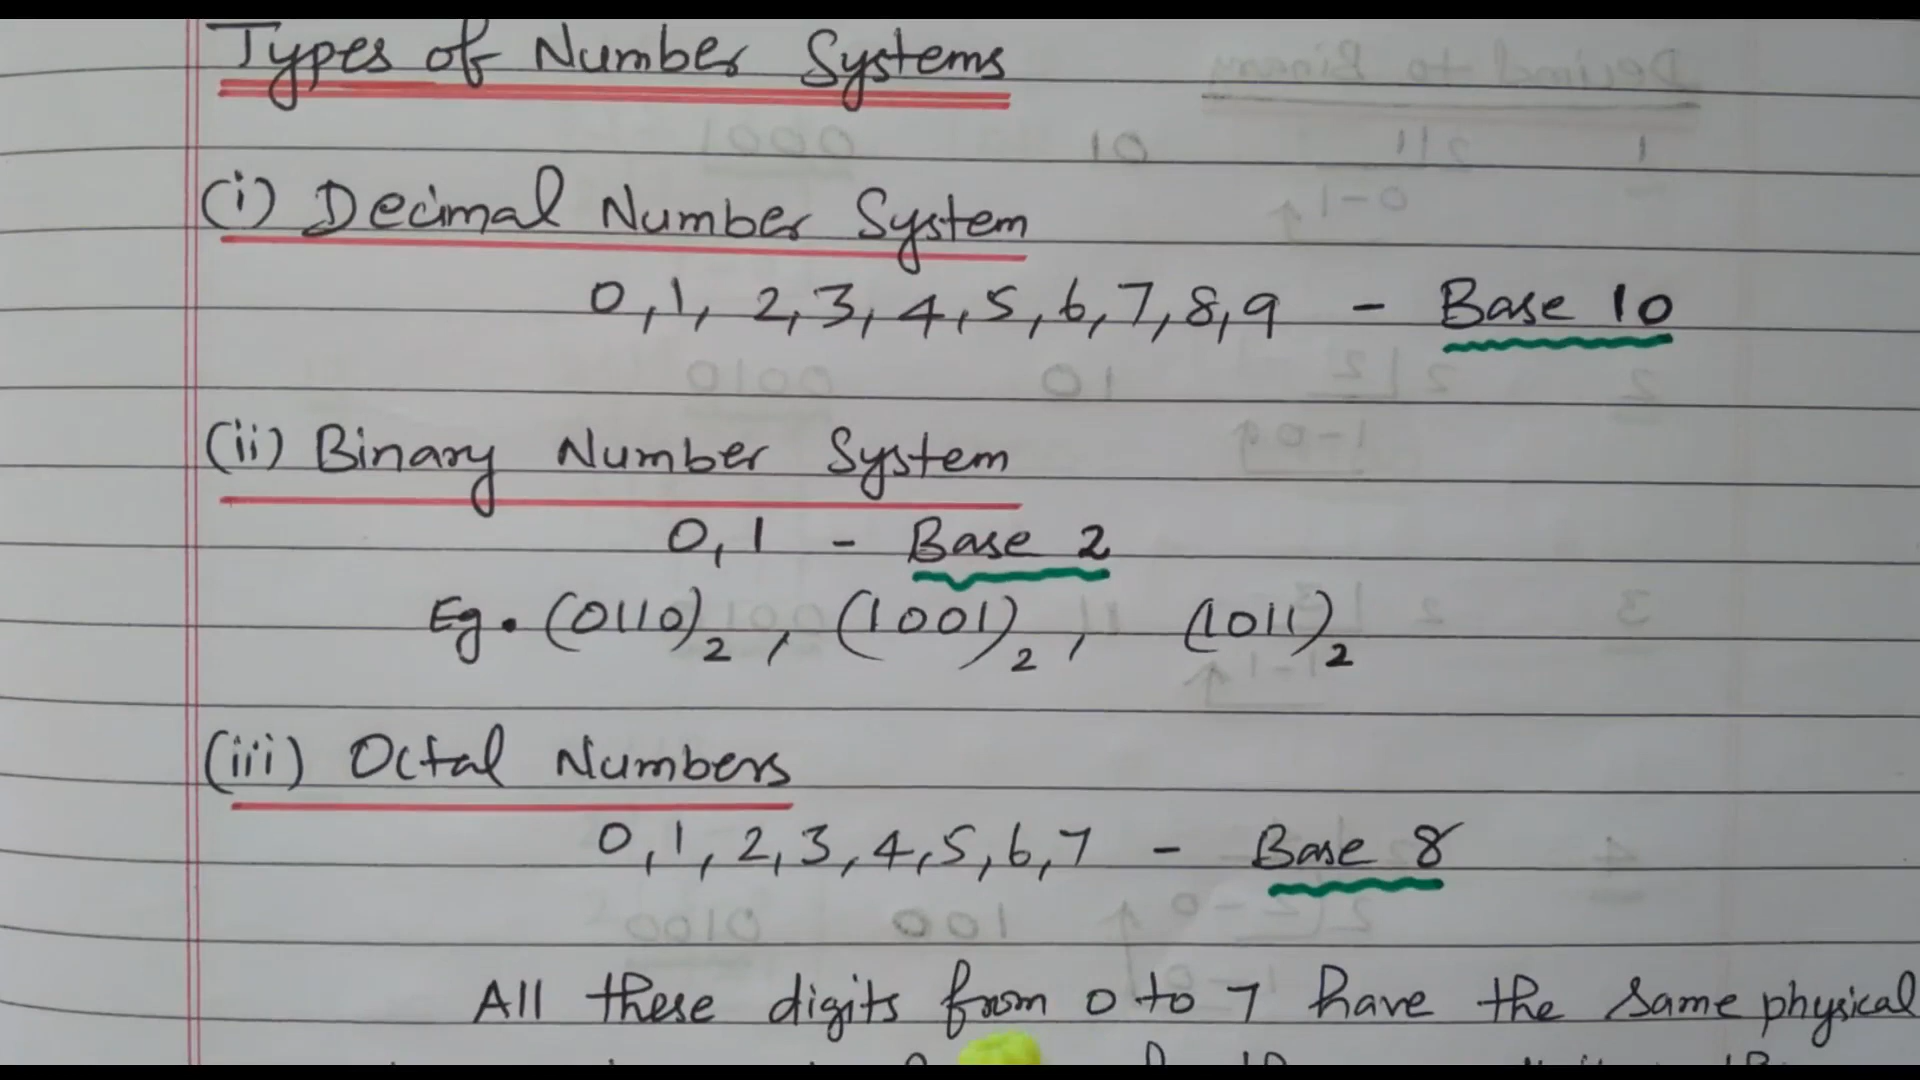 Types of Number Systems
(i) Decimal Number System
0, 1, 2, 3, 4, 5, 6, 7, 8, 9 - Base 10
(ii) Binary Number System
0, 1 - Base 2
Eg. (0110)₂, (1001)₂, (1011)₂
(iii) Octal Numbers
0, 1, 2, 3, 4, 5, 6, 7 - Base 8
All these digits from 0 to 7 have the same physical